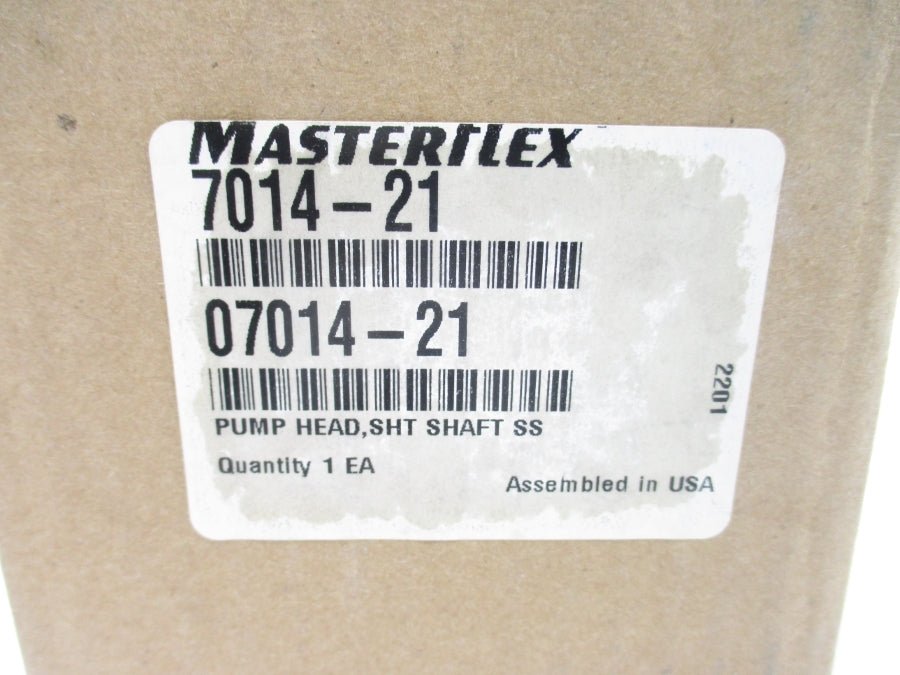 MASTERFLEX
7014-21
07014-21
2201
PUMP HEAD,SHT SHAFT SS
Quantity 1 EA
Assembled in USA